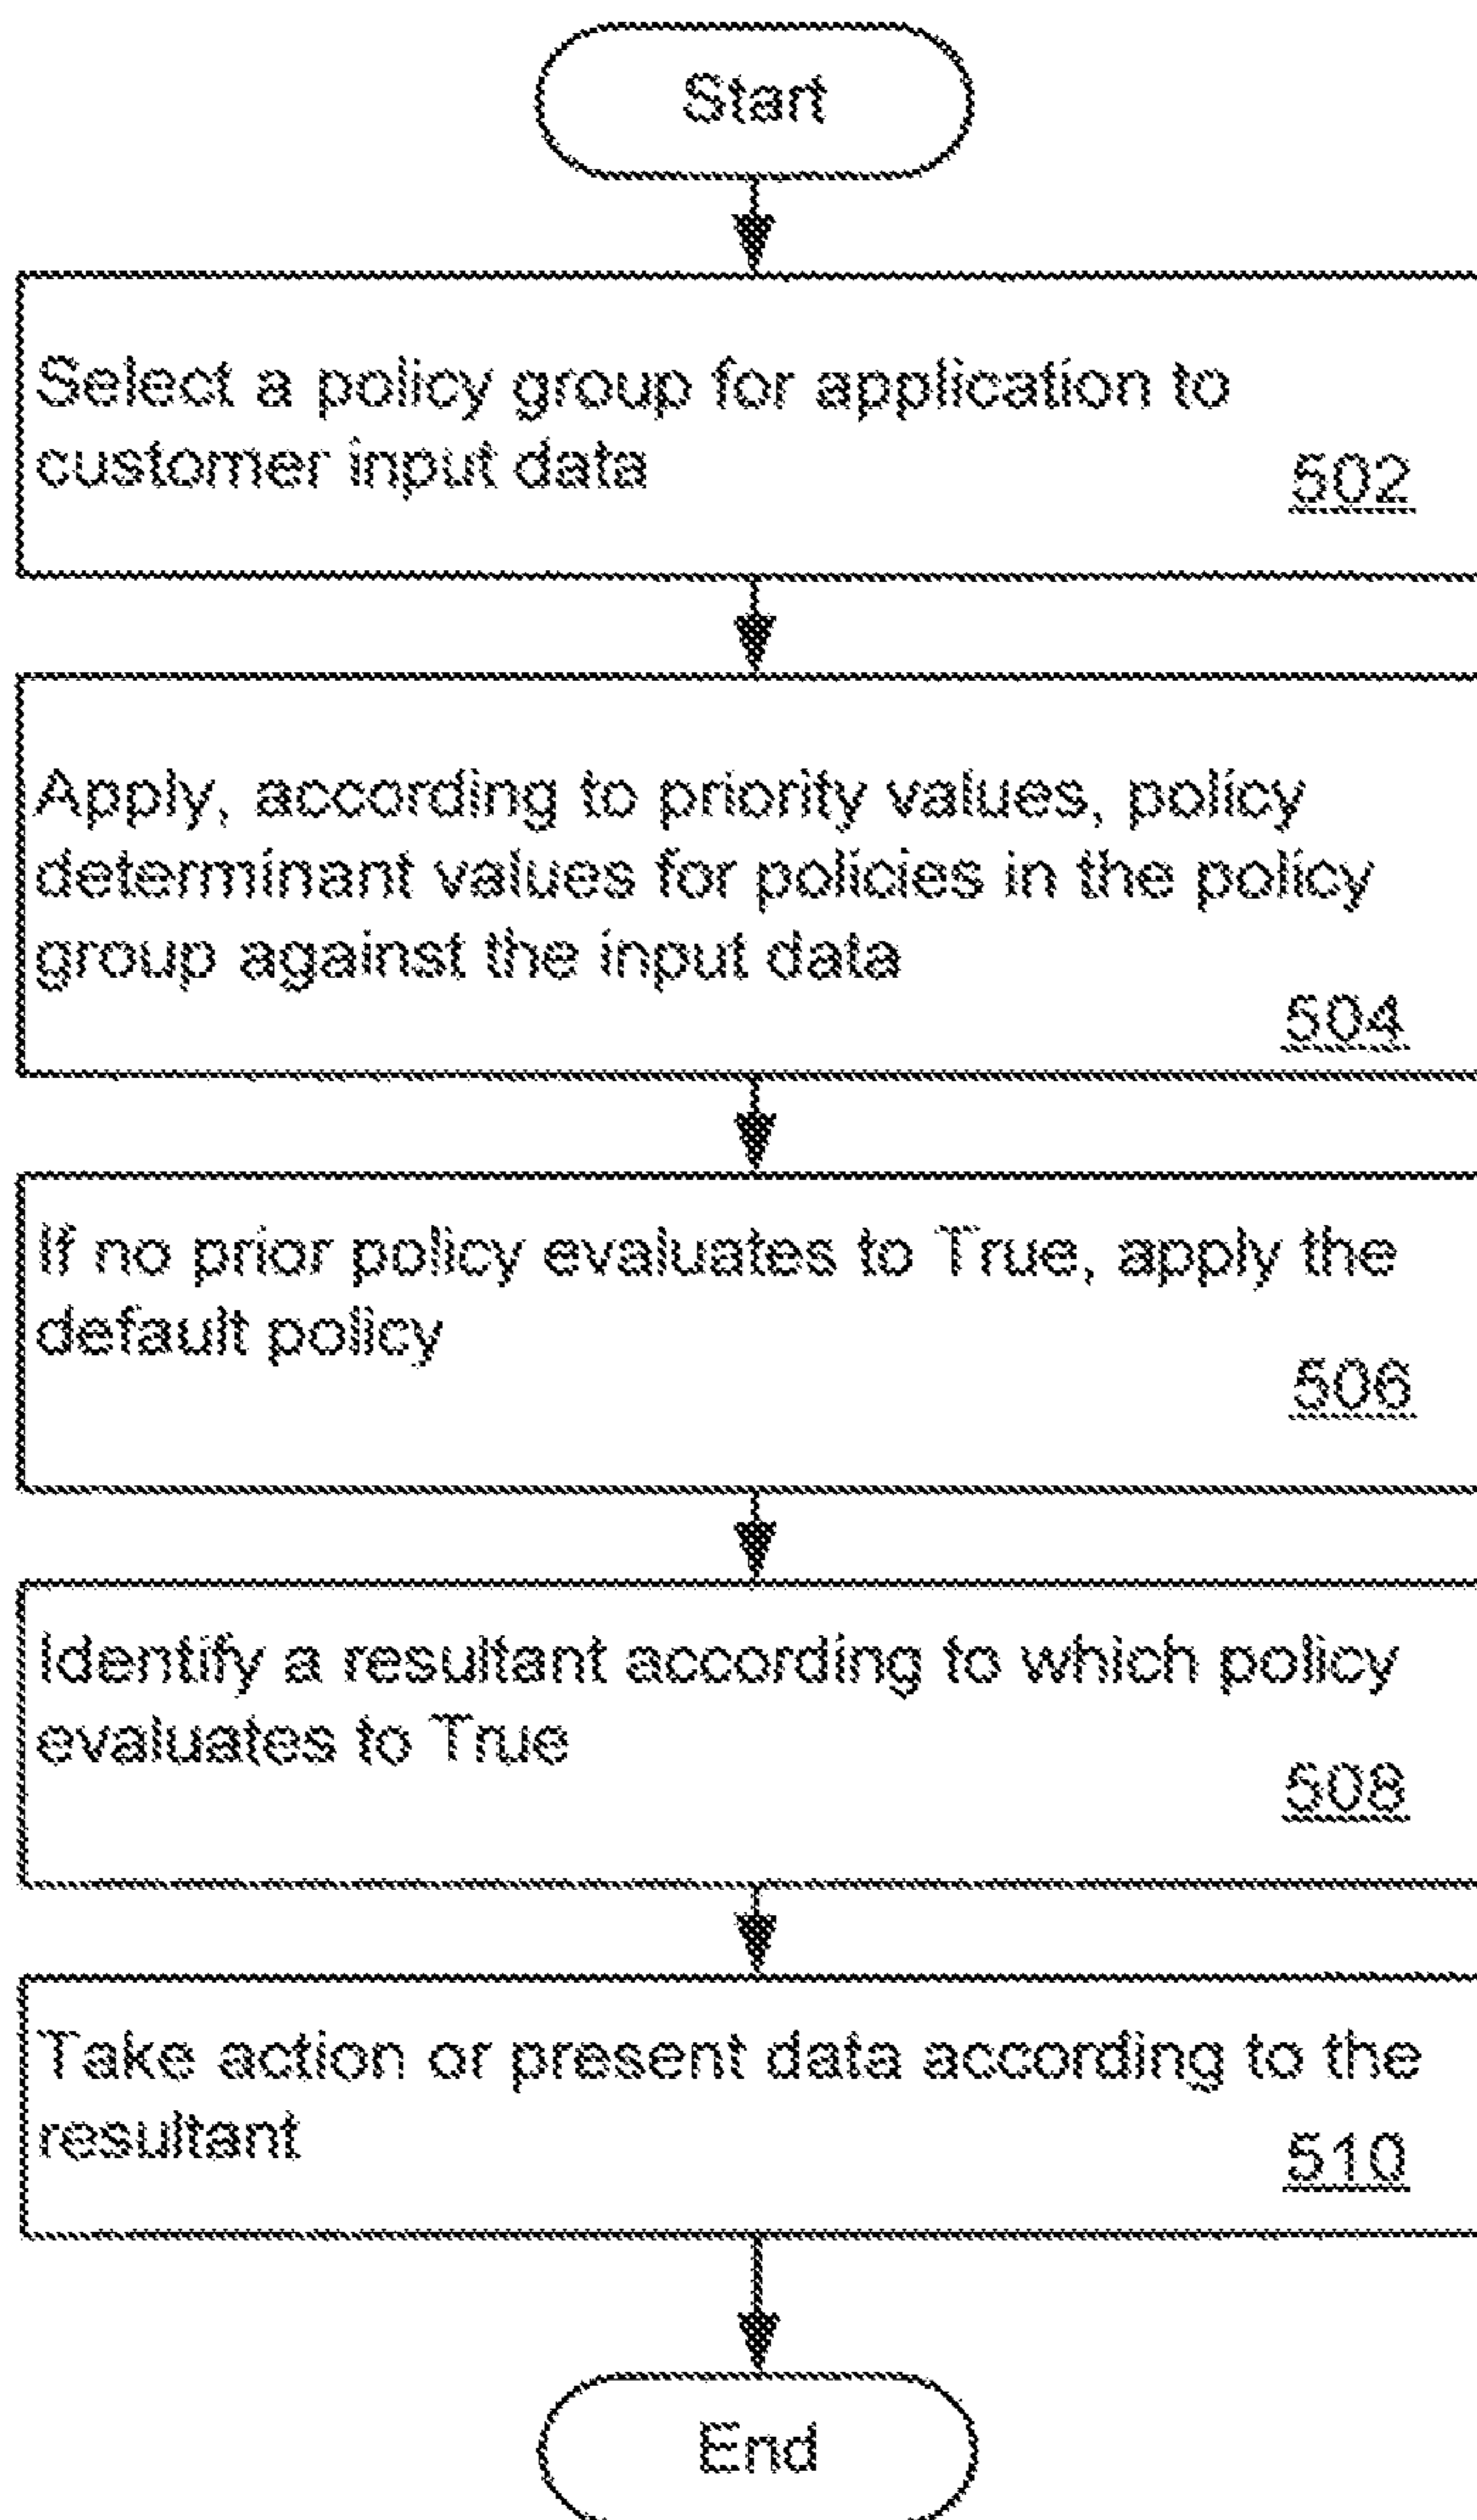 Start
Select a policy group for application to
customer input data
502
Apply, according to priority values, policy
determinant values for policies in the policy
group against the input data
504
If no prior policy evaluates to True, apply the
default policy
506
Identify a resultant according to which policy
evaluates to True
508
Take action or present data according to the
resultant
510
End